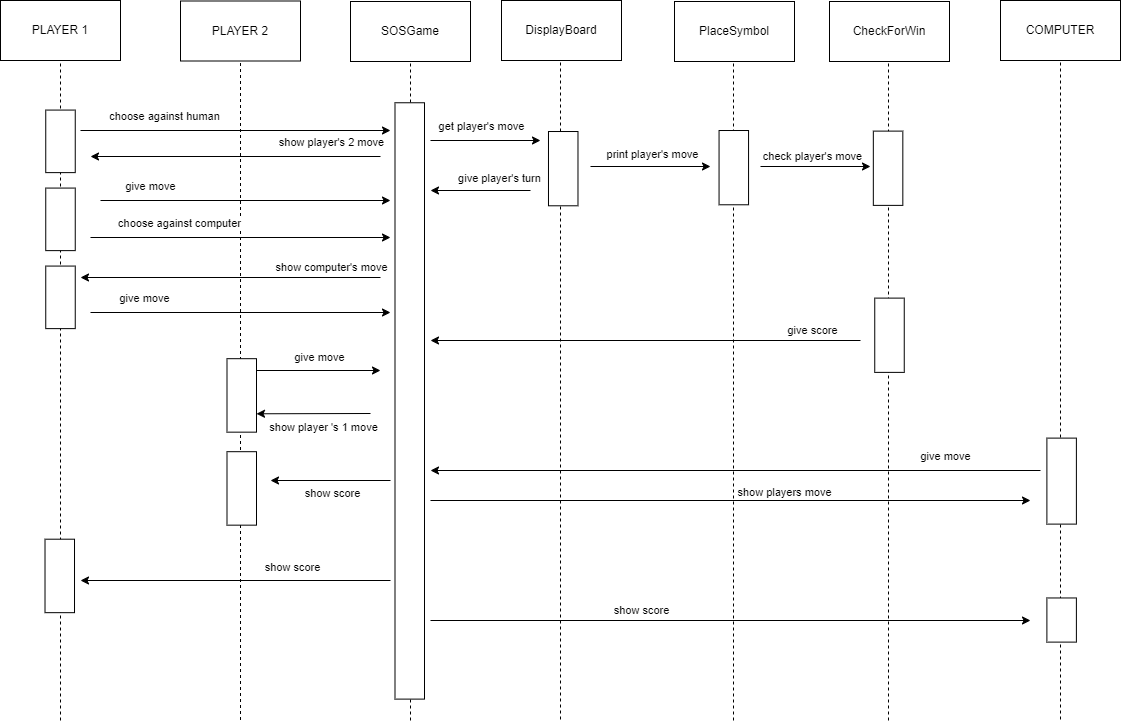 PLAYER 1
PLAYER 2
SOSGame
DisplayBoard
PlaceSymbol
CheckForWin
COMPUTER
choose against human
get player's move
show player's 2 move
print player's move
check player's move
give player's turn
give move
choose against computer
show computer's move
give move
give score
give move
show player 's 1 move
give move
show score
show players move
show score
show score